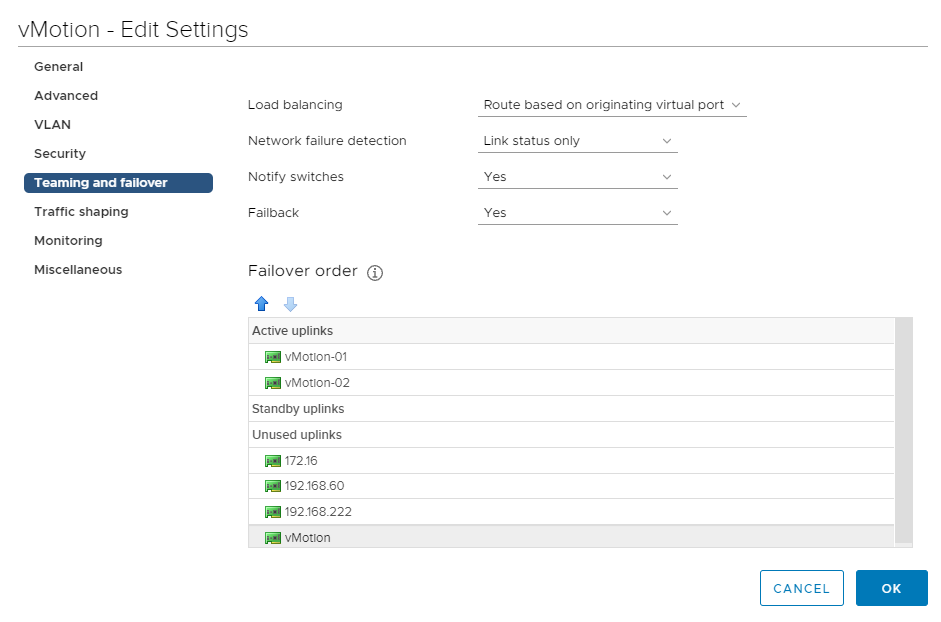 vMotion - Edit Settings
General
Advanced
VLAN
Security
Teaming and failover
Traffic shaping
Monitoring
Miscellaneous
Load balancing Route based on originating virtual port
Network failure detection Link status only
Notify switches Yes
Failback Yes
Failover order
Active uplinks
vMotion-01
vMotion-02
Standby uplinks
Unused uplinks
172.16
192.168.60
192.168.222
vMotion
CANCEL OK